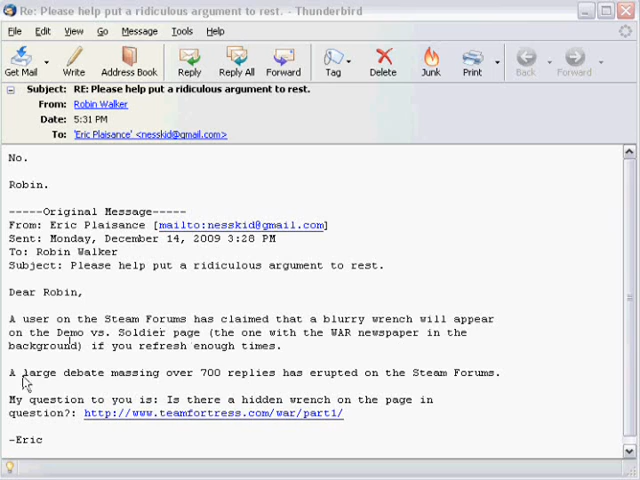 Re: Please help put a ridiculous argument to rest. - Thunderbird
File Edit View Go Message Tools Help
Get Mail Write Address Book Reply Reply All Forward Tag Delete Junk Print Back Forward
Subject: RE: Please help put a ridiculous argument to rest.
From: Robin Walker
Date: 5:31 PM
To: 'Eric Plaisance' <nesskid@gmail.com>
No.
Robin.
-----Original Message-----
From: Eric Plaisance [mailto:nesskid@gmail.com]
Sent: Monday, December 14, 2009 3:28 PM
To: Robin Walker
Subject: Please help put a ridiculous argument to rest.
Dear Robin,
A user on the Steam Forums has claimed that a blurry wrench will appear
on the Demo vs. Soldier page (the one with the WAR newspaper in the
background) if you refresh enough times.
A large debate massing over 700 replies has erupted on the Steam Forums.
My question to you is: Is there a hidden wrench on the page in
question?: http://www.teamfortress.com/war/part1/
-Eric